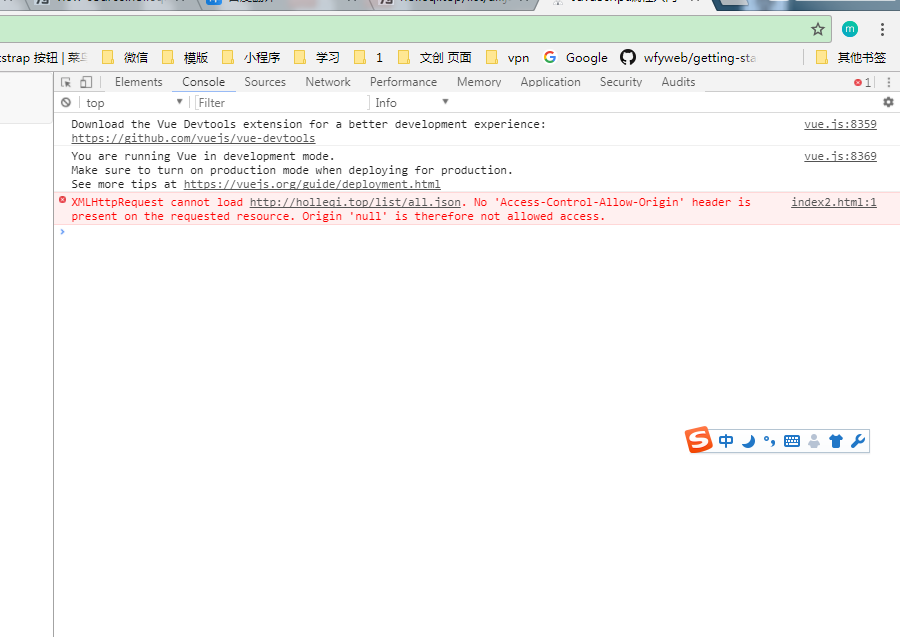 m
strap 按钮 | 菜
微信
模版
小程序
学习
1
文创 页面
vpn
Google
wfyweb/getting-sta
其他书签
Elements Console Sources Network Performance Memory Application Security Audits 1
top Filter Info
Download the Vue Devtools extension for a better development experience: vue.js:8359
https://github.com/vuejs/vue-devtools
You are running Vue in development mode. vue.js:8369
Make sure to turn on production mode when deploying for production.
See more tips at https://vuejs.org/guide/deployment.html
XMLHttpRequest cannot load http://holleqi.top/list/all.json. No 'Access-Control-Allow-Origin' header is index2.html:1
present on the requested resource. Origin 'null' is therefore not allowed access.
S 中